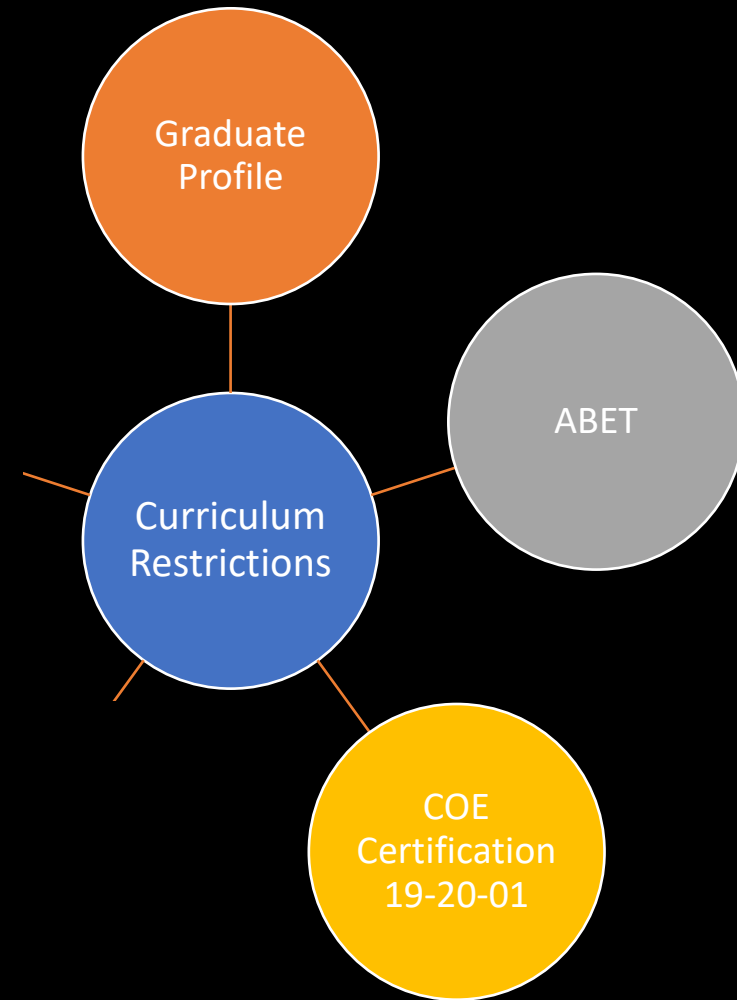 Graduate
Profile
ABET
Curriculum
Restrictions
COE
Certification
19-20-01